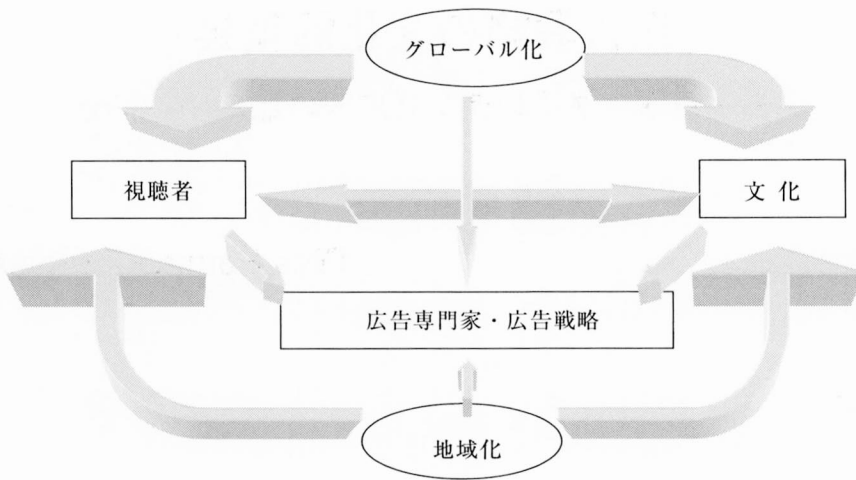 グローバル化
視聴者
文化
広告専門家・広告戦略
地域化